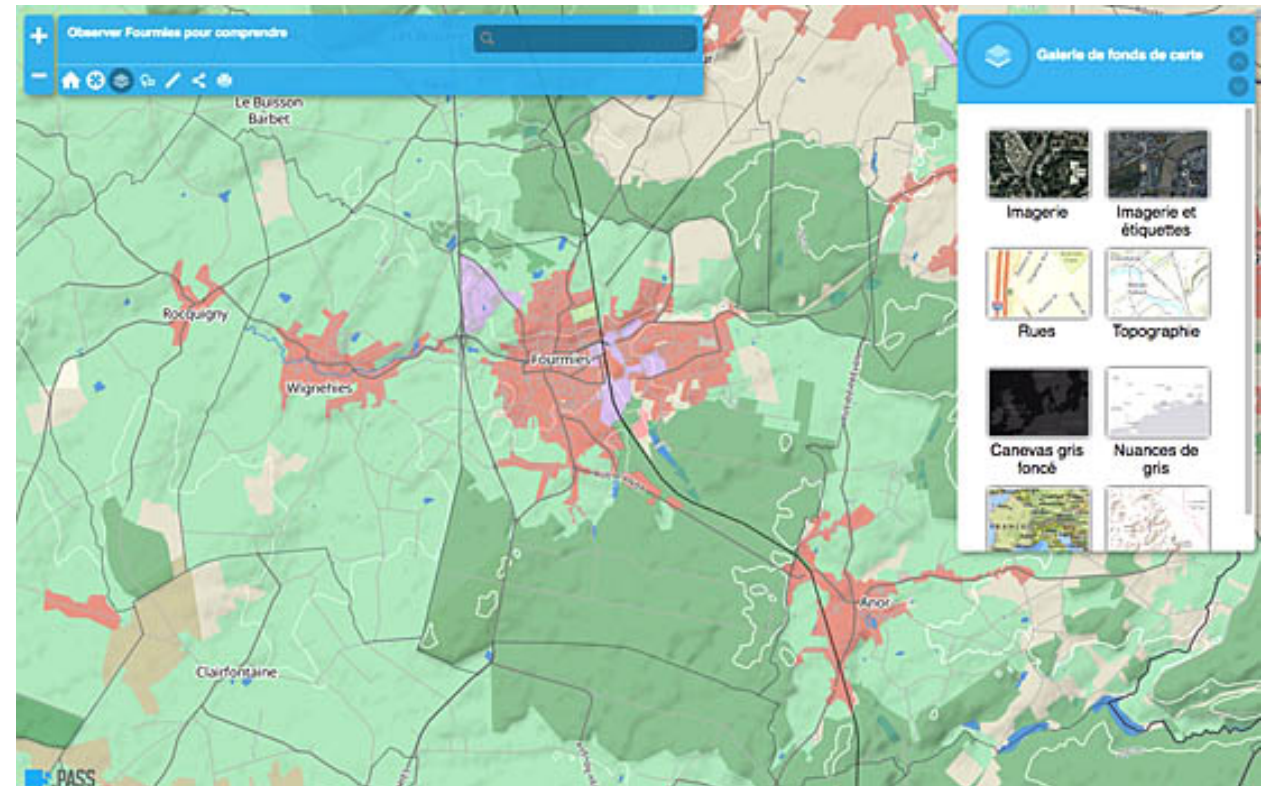 Observer Fourmies pour comprendre
Galerie de fonds de carte
Imagerie
Imagerie et
étiquettes
Rues
Topographie
Canevas gris
foncé
Nuances de
gris
Le Buisson
Barbet
Rocquigny
Wignehies
Fourmies
Anor
Clairfontaine
PASS